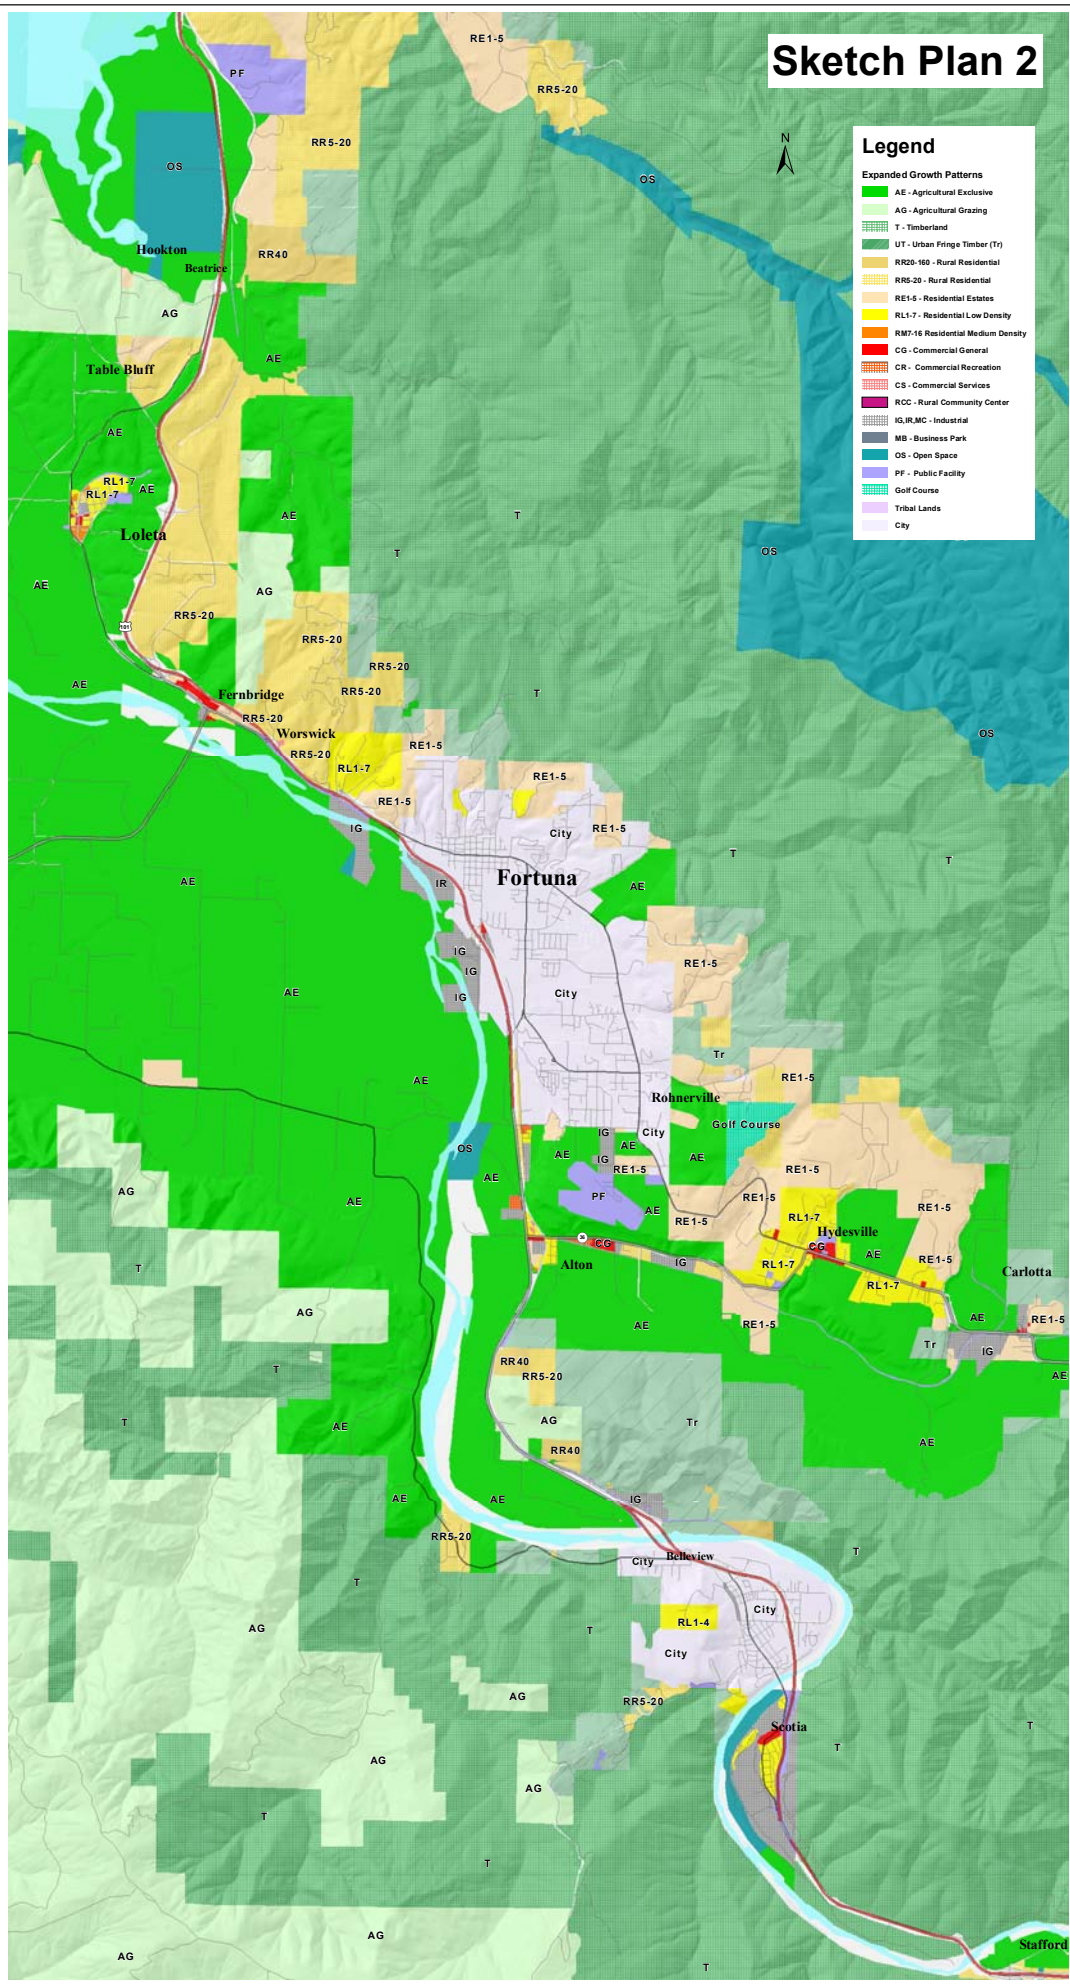 Sketch Plan 2
N
Legend
Expanded Growth Patterns
AE - Agricultural Exclusive
AG - Agricultural Grazing
T - Timberland
UT - Urban Fringe Timber (Tr)
RR20-160 - Rural Residential
RR5-20 - Rural Residential
RE1-5 - Residential Estates
RL1-7 - Residential Low Density
RM7-16 Residential Medium Density
CG - Commercial General
CR - Commercial Recreation
CS - Commercial Services
RCC - Rural Community Center
IG,IR,MC - Industrial
MB - Business Park
OS - Open Space
PF - Public Facility
Golf Course
Tribal Lands
City
RE1-5
PF
RR5-20
RR5-20
OS
OS
Hookton
RR40
Beatrice
AG
AE
Table Bluff
AE
RL1-7
AE
RL1-7
AE
T
Loleta
T
OS
AE
AG
RR5-20
101
RR5-20
RR5-20
AE
RR5-20
T
Fernbridge
RR5-20
Worswick
OS
RE1-5
RR5-20
RL1-7
RE1-5
RE1-5
IG
City
RE1-5
T
T
Fortuna
AE
IR
AE
IG
RE1-5
IG
AE
City
IG
Tr
AE
RE1-5
Rohnerville
Golf Course
IG
City
OS
AE
AE
IG
AE
RE1-5
RE1-5
AE
AG
PF
RE1-5
AE
AE
RE1-5
RE1-5
RL1-7
Hydesville
36
CG
CG
AE
RE1-5
Alton
IG
RL1-7
T
Carlotta
RL1-7
AG
AE
RE1-5
AE
RE1-5
Tr
IG
RR40
T
RR5-20
AE
AG
T
Tr
AE
RR40
AE
AE
AE
IG
RR5-20
T
City
Belleview
T
City
RL1-4
AG
T
City
AG
RR5-20
Scotia
T
T
AG
AG
T
T
AG
Stafford
AG
T